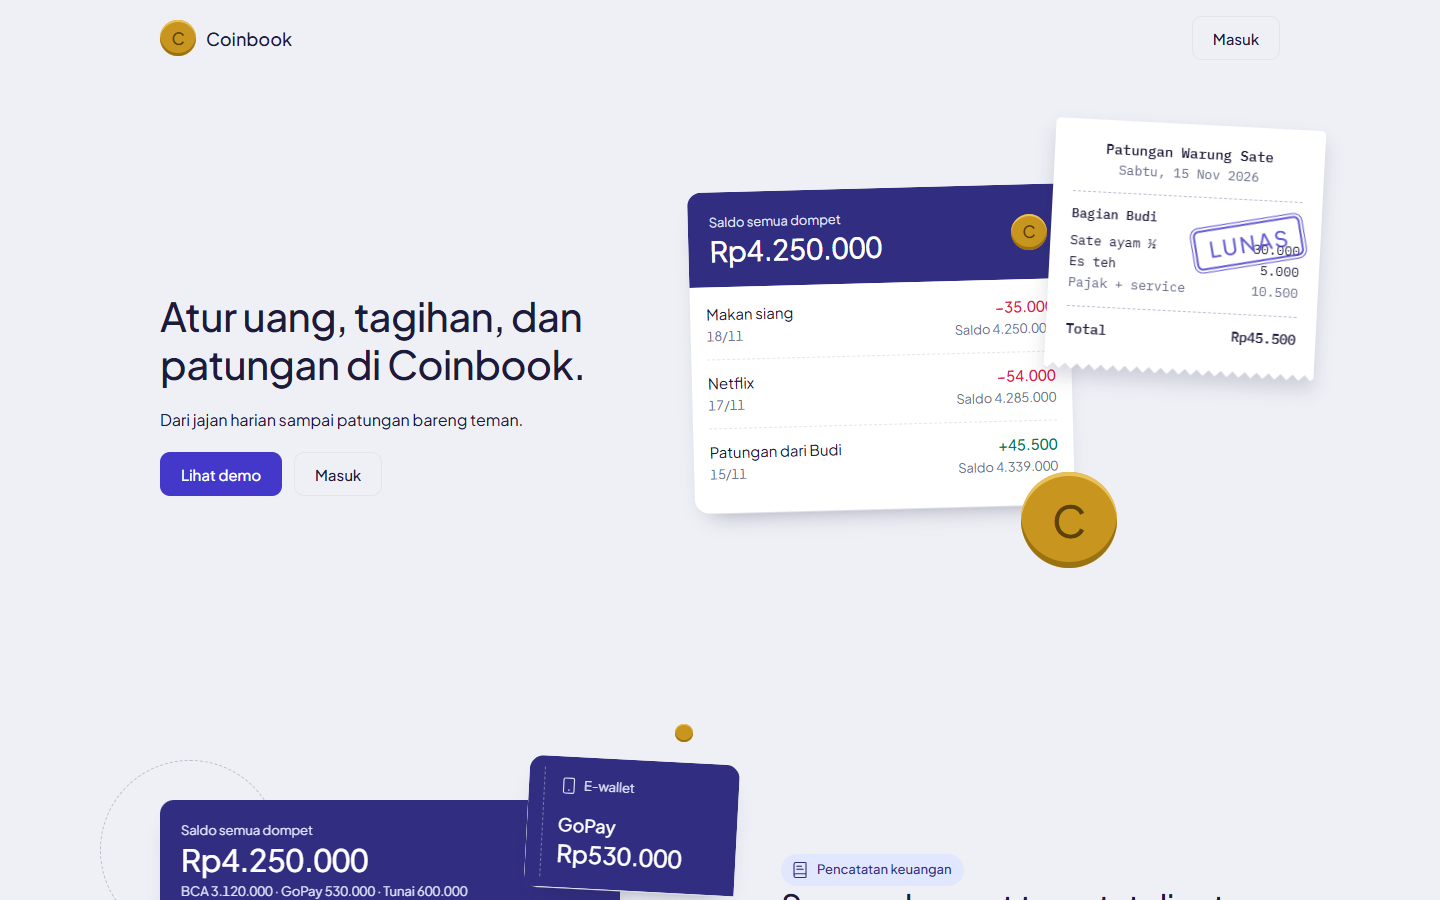 C Coinbook
Masuk
Atur uang, tagihan, dan
patungan di Coinbook.
Dari jajan harian sampai patungan bareng teman.
Lihat demo
Masuk
Saldo semua dompet
Rp4.250.000
C
Makan siang
−35.000
18/11
Saldo 4.250.00
Netflix
−54.000
17/11
Saldo 4.285.000
Patungan dari Budi
+45.500
15/11
Saldo 4.339.000
C
Patungan Warung Sate
Sabtu, 15 Nov 2026
Bagian Budi
LUNAS
Sate ayam ½
30.000
Es teh
5.000
Pajak + service
10.500
Total
Rp45.500
Saldo semua dompet
Rp4.250.000
BCA 3.120.000 · GoPay 530.000 · Tunai 600.000
E-wallet
GoPay
Rp530.000
Pencatatan keuangan